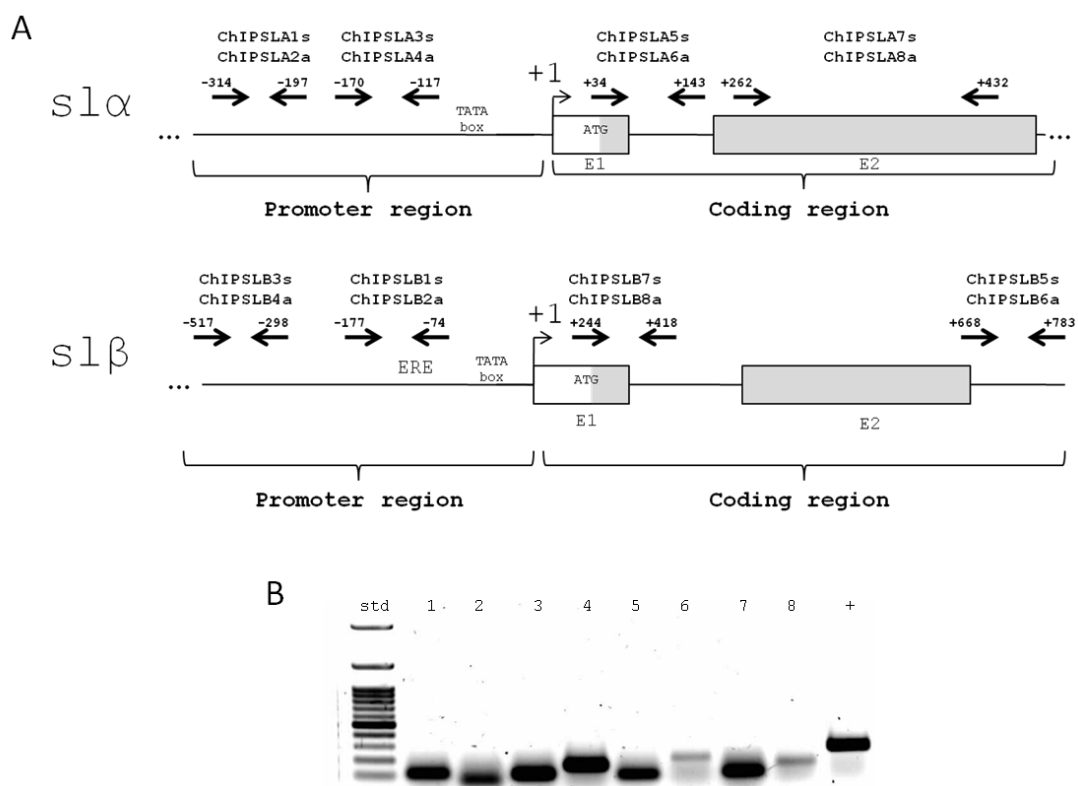 A
ChIPSLA1s ChIPSLA3s ChIPSLA5s ChIPSLA7s
ChIPSLA2a ChIPSLA4a ChIPSLA6a ChIPSLA8a
-314 -197 -170 -117 +1 +34 +143 +262 +432
slα
TATA
box
... ATG ...
E1 E2
Promoter region Coding region
ChIPSLB3s ChIPSLB1s ChIPSLB7s ChIPSLB5s
ChIPSLB4a ChIPSLB2a ChIPSLB8a ChIPSLB6a
-517 -298 -177 -74 +1 +244 +418 +668 +783
slβ
ERE TATA
box
... ATG
E1 E2
Promoter region Coding region
B
std 1 2 3 4 5 6 7 8 +